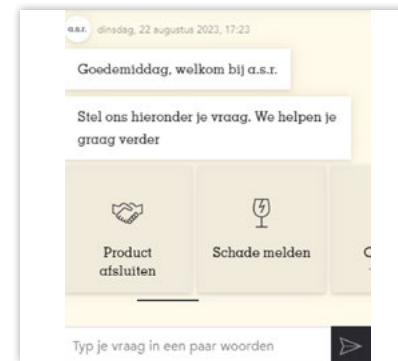 a.s.r. dinsdag, 22 augustus 2023, 17:23
Goedemiddag, welkom bij a.s.r.
Stel ons hieronder je vraag. We helpen je
graag verder
Product
afsluiten
Schade melden
Typ je vraag in een paar woorden